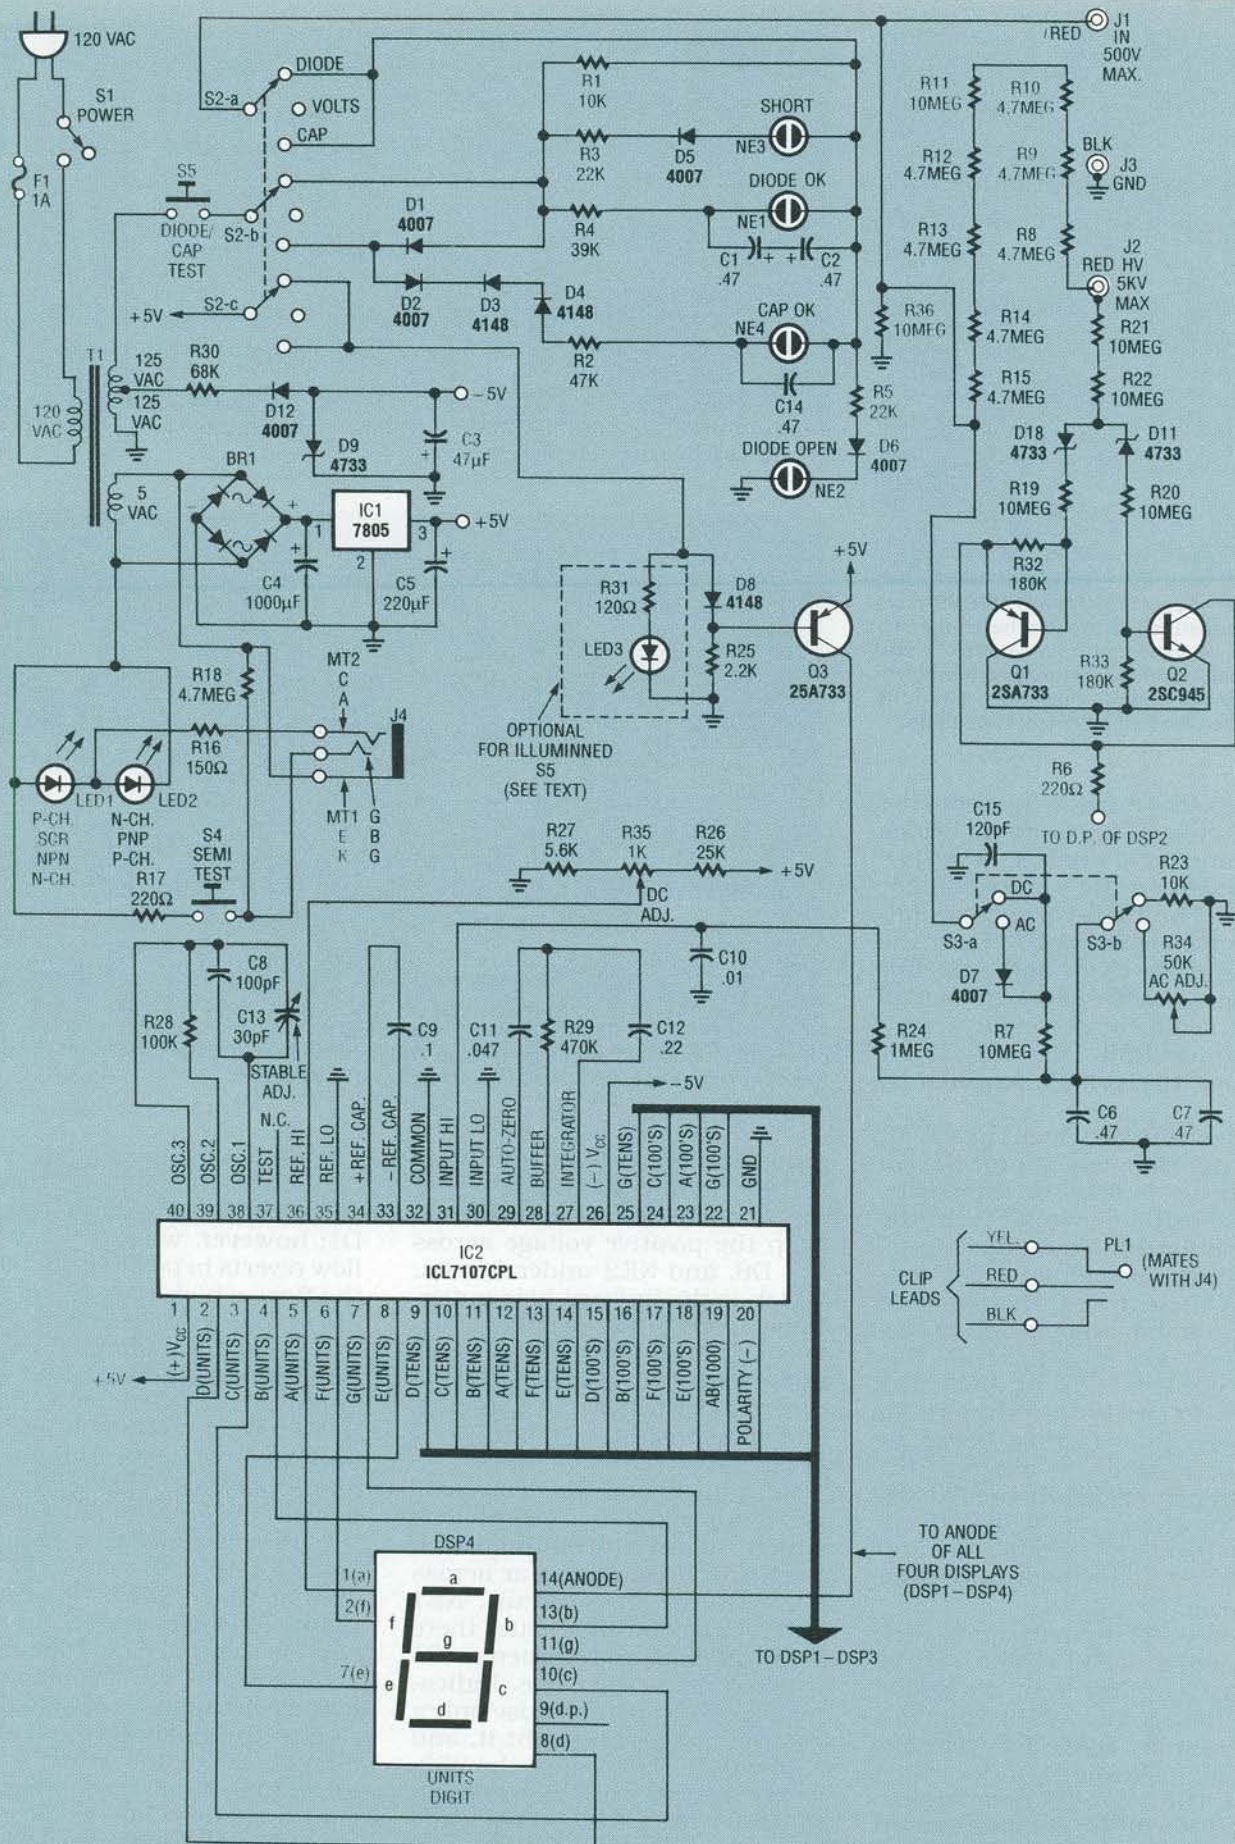 120 VAC
S1
POWER
F1
1A
S2-a
DIODE
VOLTS
CAP
S5
DIODE/
CAP
TEST
S2-b
S2-c
+5V
R1
10K
R3
22K
D5
4007
SHORT
NE3
DIODE OK
NE1
R4
39K
C1
.47
+
+
C2
.47
D1
4007
D2
4007
D3
4148
D4
4148
R2
47K
CAP OK
NE4
C14
.47
R5
22K
D6
4007
DIODE OPEN
NE2
/RED
J1
IN
500V
MAX.
R11
10MEG
R10
4.7MEG
R12
4.7MEG
R9
4.7MEG
BLK
J3
GND
R13
4.7MEG
R8
4.7MEG
J2
RED
HV
5KV
MAX
R36
10MEG
R14
4.7MEG
R21
10MEG
R15
4.7MEG
R22
10MEG
D18
4733
D11
4733
R19
10MEG
R20
10MEG
R32
180K
Q1
2SA733
R33
180K
Q2
2SC945
R6
220Ω
TO D.P. OF DSP2
T1
120
VAC
125
VAC
125
VAC
R30
68K
D12
4007
D9
4733
C3
47µF
+
−5V
5
VAC
BR1
−
+
1
IC1
7805
3
2
+5V
+
C4
1000µF
+
C5
220µF
R18
4.7MEG
MT2
C
A
J4
R16
150Ω
MT1
E
K
G
B
G
LED1
P-CH.
SCR
NPN
N-CH.
LED2
N-CH.
PNP
P-CH.
S4
SEMI
TEST
R17
220Ω
R31
120Ω
LED3
D8
4148
R25
2.2K
+5V
Q3
25A733
OPTIONAL
FOR ILLUMINNED
S5
(SEE TEXT)
R27
5.6K
R35
1K
R26
25K
+5V
DC
ADJ.
C15
120pF
DC
AC
S3-a
D7
4007
S3-b
R23
10K
R34
50K
AC ADJ.
R7
10MEG
R24
1MEG
C6
.47
C7
.47
C8
100pF
C13
30pF
STABLE
ADJ.
R28
100K
C9
.1
C11
.047
R29
470K
C12
.22
C10
.01
−5V
N.C.
OSC.3
OSC.2
OSC.1
TEST
REF. HI
REF. LO
+REF. CAP.
−REF. CAP.
COMMON
INPUT HI
INPUT LO
AUTO-ZERO
BUFFER
INTEGRATOR
(−) VCC
G(TENS)
C(100'S)
A(100'S)
G(100'S)
GND
40 39 38 37 36 35 34 33 32 31 30 29 28 27 26 25 24 23 22 21
IC2
ICL7107CPL
1 2 3 4 5 6 7 8 9 10 11 12 13 14 15 16 17 18 19 20
(+)VCC
D(UNITS)
C(UNITS)
B(UNITS)
A(UNITS)
F(UNITS)
G(UNITS)
E(UNITS)
D(TENS)
C(TENS)
B(TENS)
A(TENS)
F(TENS)
E(TENS)
D(100'S)
B(100'S)
F(100'S)
E(100'S)
AB(1000)
POLARITY (−)
+5V
CLIP
LEADS
YEL.
RED
BLK
PL1
(MATES
WITH J4)
DSP4
1(a)
2(f)
7(e)
a
f
b
g
e
c
d
14(ANODE)
13(b)
11(g)
10(c)
9(d.p.)
8(d)
UNITS
DIGIT
TO ANODE
OF ALL
FOUR DISPLAYS
(DSP1–DSP4)
TO DSP1–DSP3